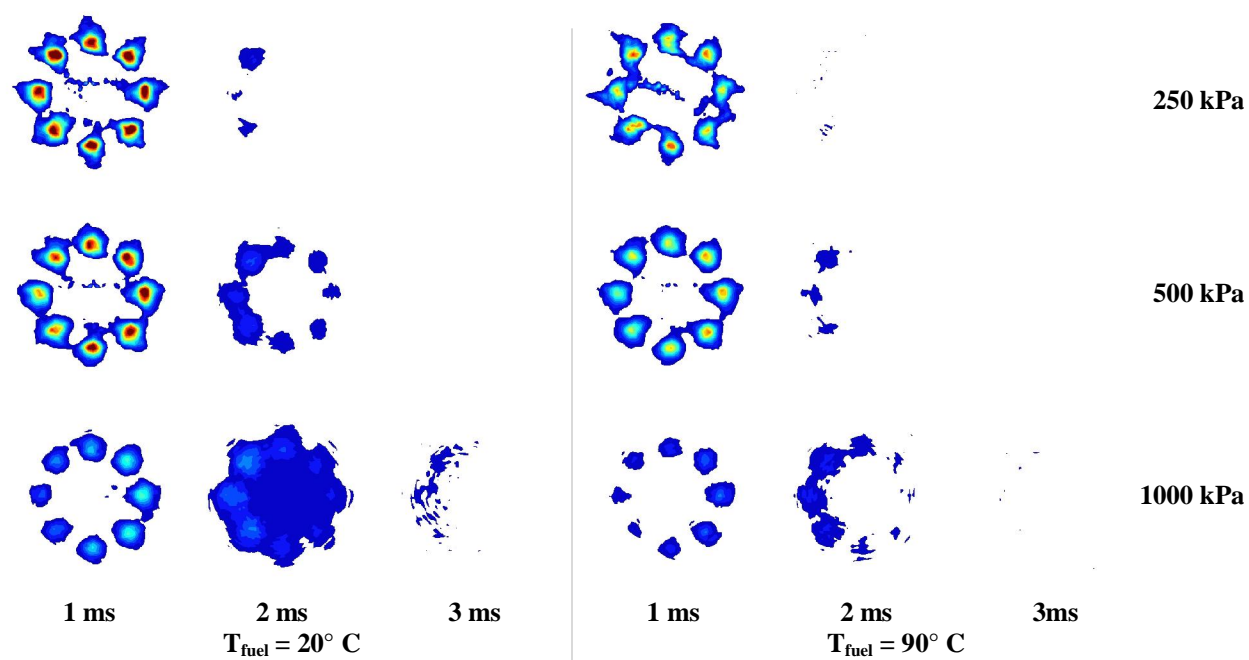 250 kPa
500 kPa
1000 kPa
1 ms 2 ms 3 ms 1 ms 2 ms 3ms
T_fuel = 20° C T_fuel = 90° C